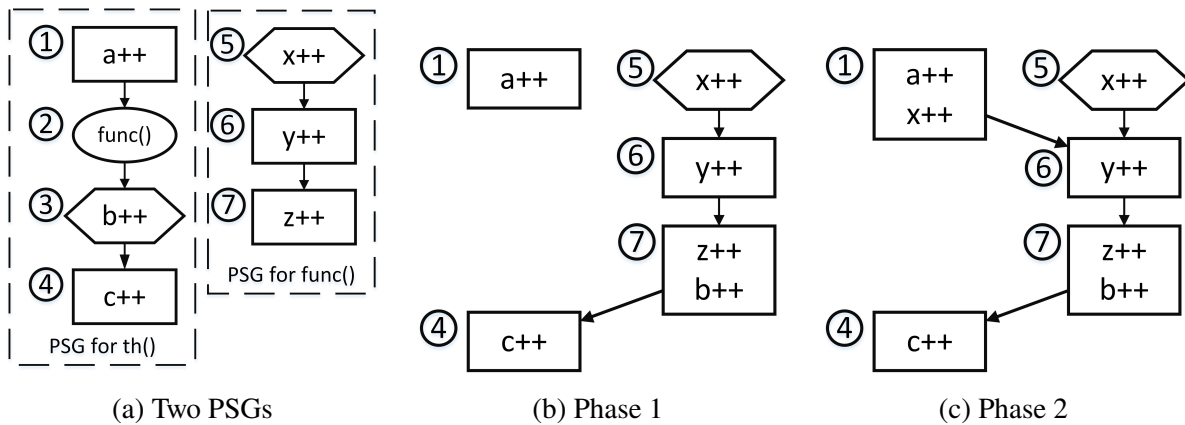 ① a++
② func()
③ b++
④ c++
PSG for th()
⑤ x++
⑥ y++
⑦ z++
PSG for func()
(a) Two PSGs
① a++
⑤ x++
⑥ y++
⑦ z++
b++
④ c++
(b) Phase 1
① a++
x++
⑤ x++
⑥ y++
⑦ z++
b++
④ c++
(c) Phase 2